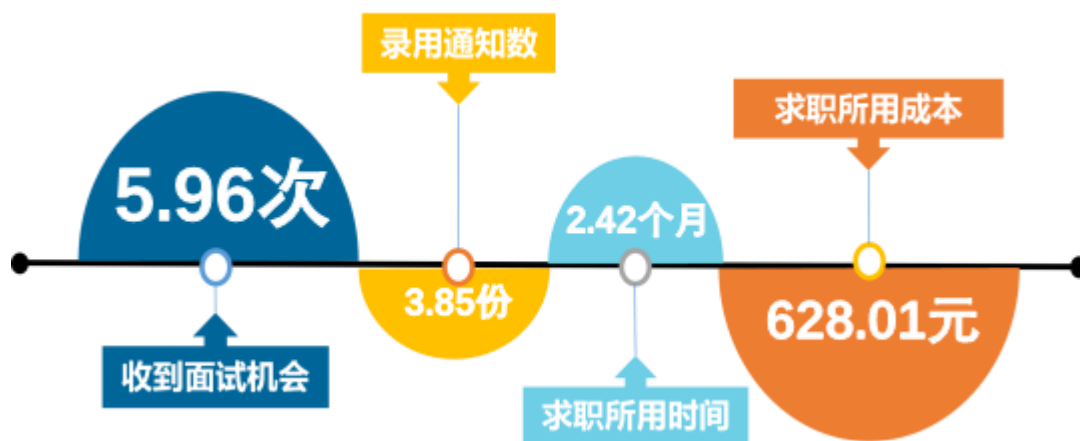 录用通知数
求职所用成本
5.96次
2.42个月
3.85份
628.01元
收到面试机会
求职所用时间